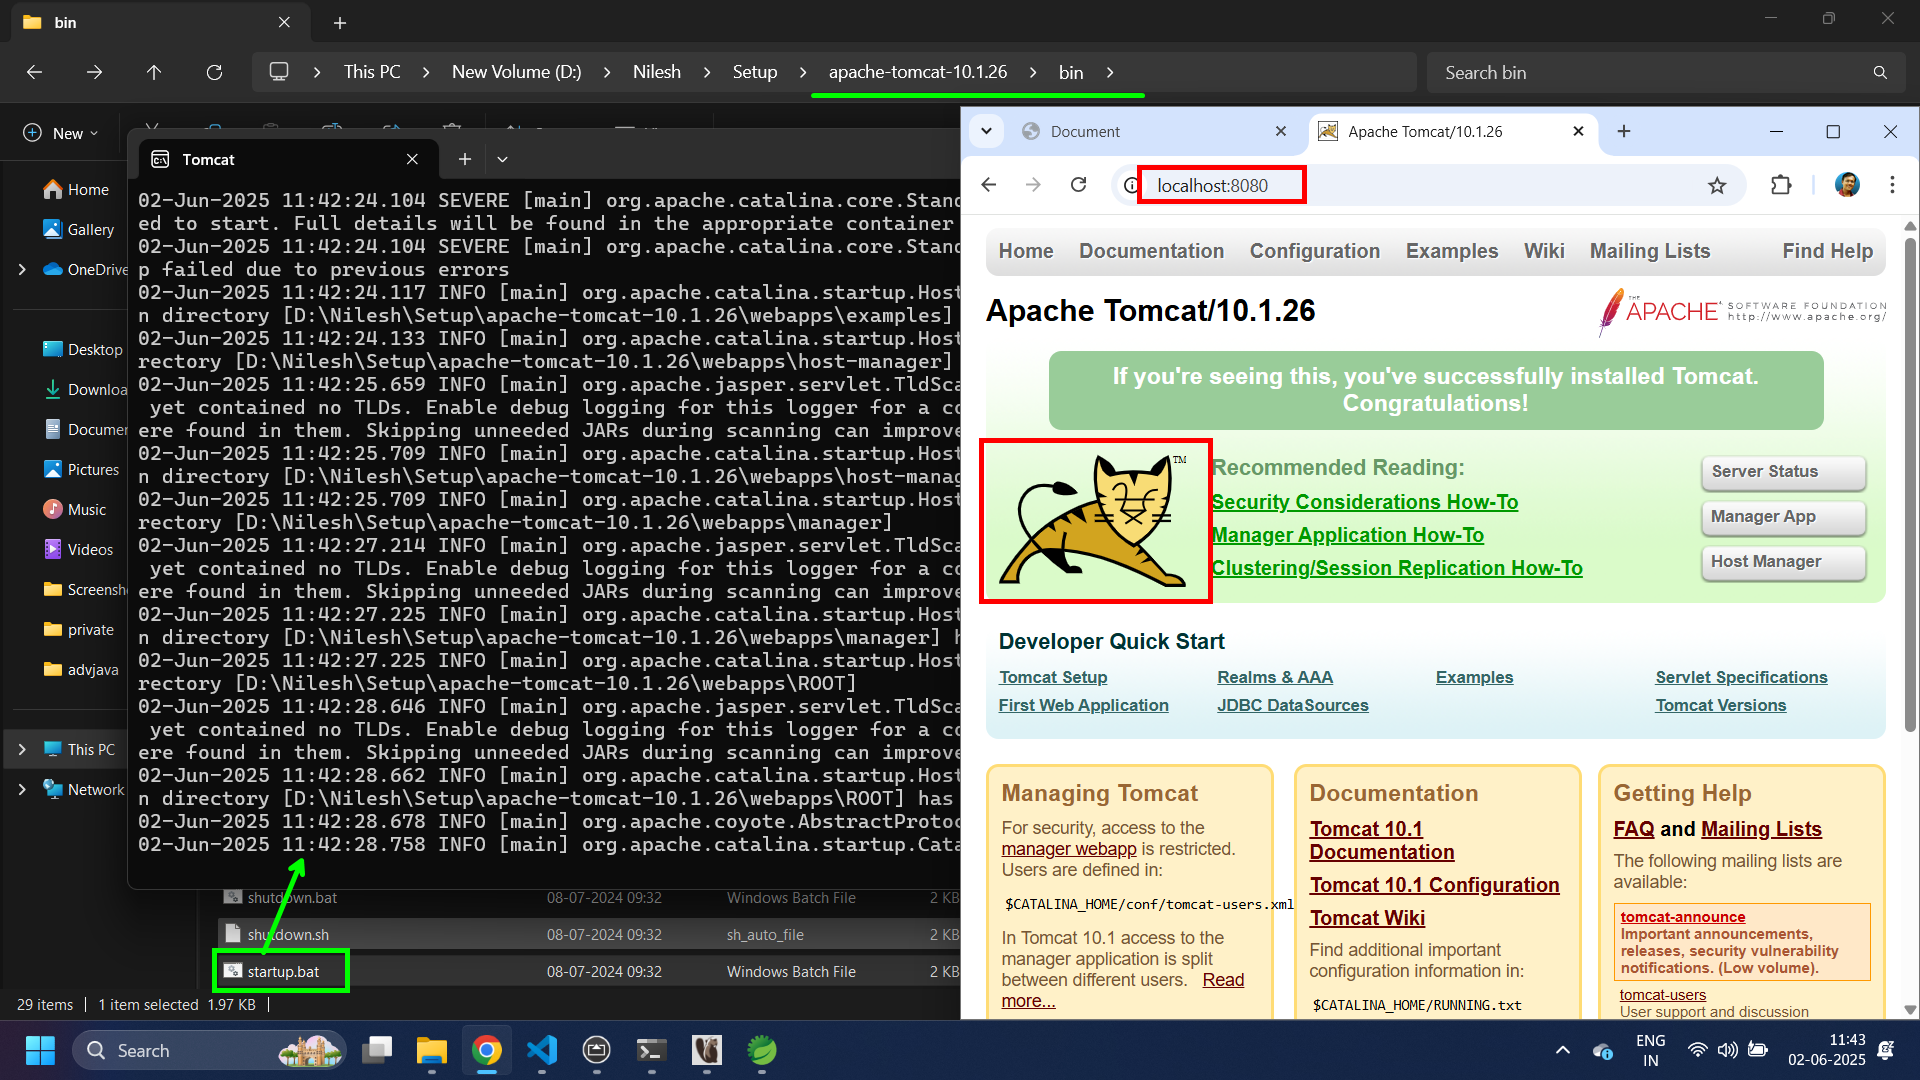 bin
This PC
New Volume (D:)
Nilesh
Setup
apache-tomcat-10.1.26
bin
Search bin
New
Home
Gallery
OneDrive
Desktop
Downloa
Documen
Pictures
Music
Videos
Screensh
private
advjava
This PC
Network
Tomcat
02-Jun-2025 11:42:24.104 SEVERE [main] org.apache.catalina.core.Stand
ed to start. Full details will be found in the appropriate container
02-Jun-2025 11:42:24.104 SEVERE [main] org.apache.catalina.core.Stand
p failed due to previous errors
02-Jun-2025 11:42:24.117 INFO [main] org.apache.catalina.startup.Host
n directory [D:\Nilesh\Setup\apache-tomcat-10.1.26\webapps\examples]
02-Jun-2025 11:42:24.133 INFO [main] org.apache.catalina.startup.Host
rectory [D:\Nilesh\Setup\apache-tomcat-10.1.26\webapps\host-manager]
02-Jun-2025 11:42:25.659 INFO [main] org.apache.jasper.servlet.TldSca
yet contained no TLDs. Enable debug logging for this logger for a co
ere found in them. Skipping unneeded JARs during scanning can improve
02-Jun-2025 11:42:25.709 INFO [main] org.apache.catalina.startup.Host
n directory [D:\Nilesh\Setup\apache-tomcat-10.1.26\webapps\host-manag
02-Jun-2025 11:42:25.709 INFO [main] org.apache.catalina.startup.Host
rectory [D:\Nilesh\Setup\apache-tomcat-10.1.26\webapps\manager]
02-Jun-2025 11:42:27.214 INFO [main] org.apache.jasper.servlet.TldSca
yet contained no TLDs. Enable debug logging for this logger for a co
ere found in them. Skipping unneeded JARs during scanning can improve
02-Jun-2025 11:42:27.225 INFO [main] org.apache.catalina.startup.Host
n directory [D:\Nilesh\Setup\apache-tomcat-10.1.26\webapps\manager] h
02-Jun-2025 11:42:27.225 INFO [main] org.apache.catalina.startup.Host
rectory [D:\Nilesh\Setup\apache-tomcat-10.1.26\webapps\ROOT]
02-Jun-2025 11:42:28.646 INFO [main] org.apache.jasper.servlet.TldSca
yet contained no TLDs. Enable debug logging for this logger for a co
ere found in them. Skipping unneeded JARs during scanning can improve
02-Jun-2025 11:42:28.662 INFO [main] org.apache.catalina.startup.Host
n directory [D:\Nilesh\Setup\apache-tomcat-10.1.26\webapps\ROOT] has
02-Jun-2025 11:42:28.678 INFO [main] org.apache.coyote.AbstractProtoc
02-Jun-2025 11:42:28.758 INFO [main] org.apache.catalina.startup.Cata
shutdown.bat 08-07-2024 09:32 Windows Batch File 2 KB
shutdown.sh 08-07-2024 09:32 sh_auto_file 2 KB
startup.bat 08-07-2024 09:32 Windows Batch File 2 KB
29 items 1 item selected 1.97 KB
Document
Apache Tomcat/10.1.26
localhost:8080
Home Documentation Configuration Examples Wiki Mailing Lists Find Help
Apache Tomcat/10.1.26
THE
APACHE SOFTWARE FOUNDATION
http://www.apache.org/
If you're seeing this, you've successfully installed Tomcat.
Congratulations!
TM
Recommended Reading:
Security Considerations How-To
Manager Application How-To
Clustering/Session Replication How-To
Server Status
Manager App
Host Manager
Developer Quick Start
Tomcat Setup Realms & AAA Examples Servlet Specifications
First Web Application JDBC DataSources Tomcat Versions
Managing Tomcat
For security, access to the
manager webapp is restricted.
Users are defined in:
$CATALINA_HOME/conf/tomcat-users.xml
In Tomcat 10.1 access to the
manager application is split
between different users. Read
more...
Documentation
Tomcat 10.1
Documentation
Tomcat 10.1 Configuration
Tomcat Wiki
Find additional important
configuration information in:
$CATALINA_HOME/RUNNING.txt
Getting Help
FAQ and Mailing Lists
The following mailing lists are
available:
tomcat-announce
Important announcements,
releases, security vulnerability
notifications. (Low volume).
tomcat-users
User support and discussion
Search
ENG
IN
11:43
02-06-2025